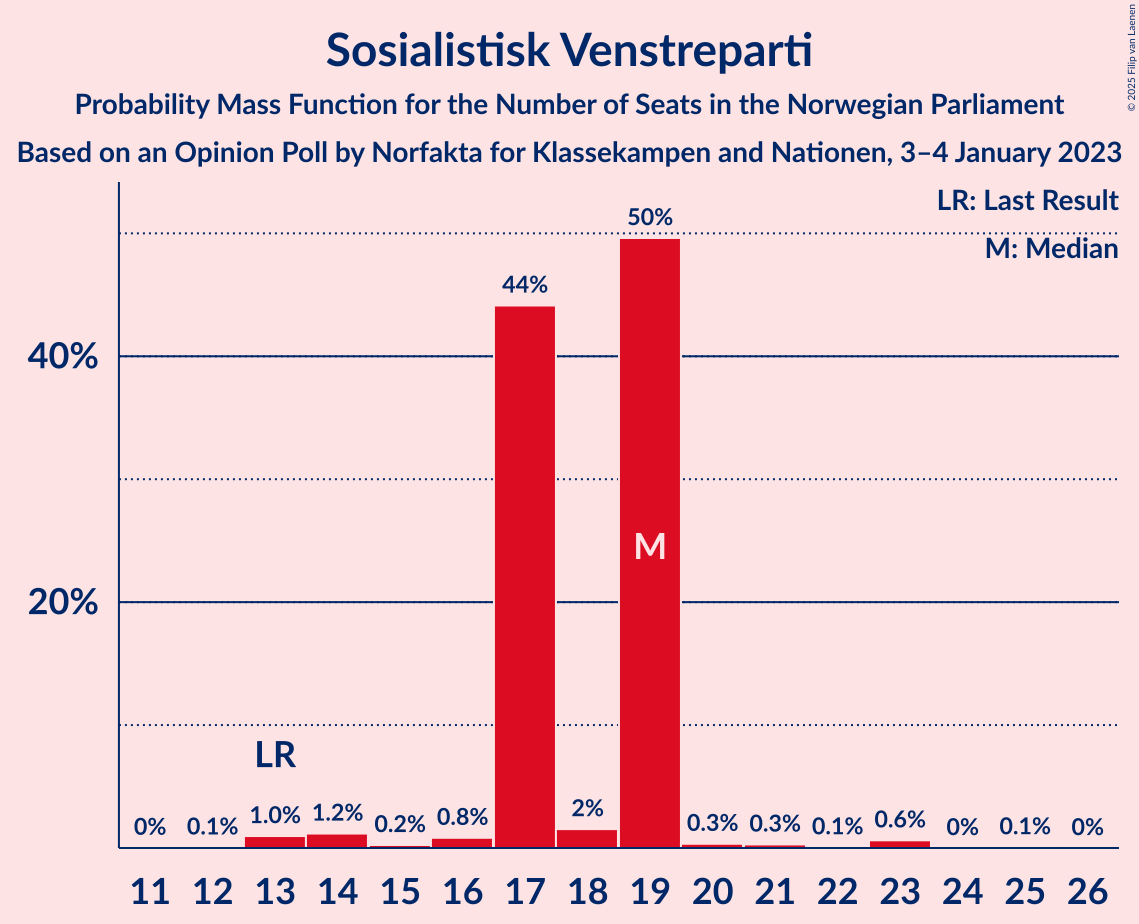 Sosialistisk Venstreparti
Probability Mass Function for the Number of Seats in the Norwegian Parliament
Based on an Opinion Poll by Norfakta for Klassekampen and Nationen, 3–4 January 2023
© 2025 Filip van Laenen
LR: Last Result
M: Median
50%
44%
40%
M
20%
LR
0% 0.1% 1.0% 1.2% 0.2% 0.8% 2% 0.3% 0.3% 0.1% 0.6% 0% 0.1% 0%
11 12 13 14 15 16 17 18 19 20 21 22 23 24 25 26